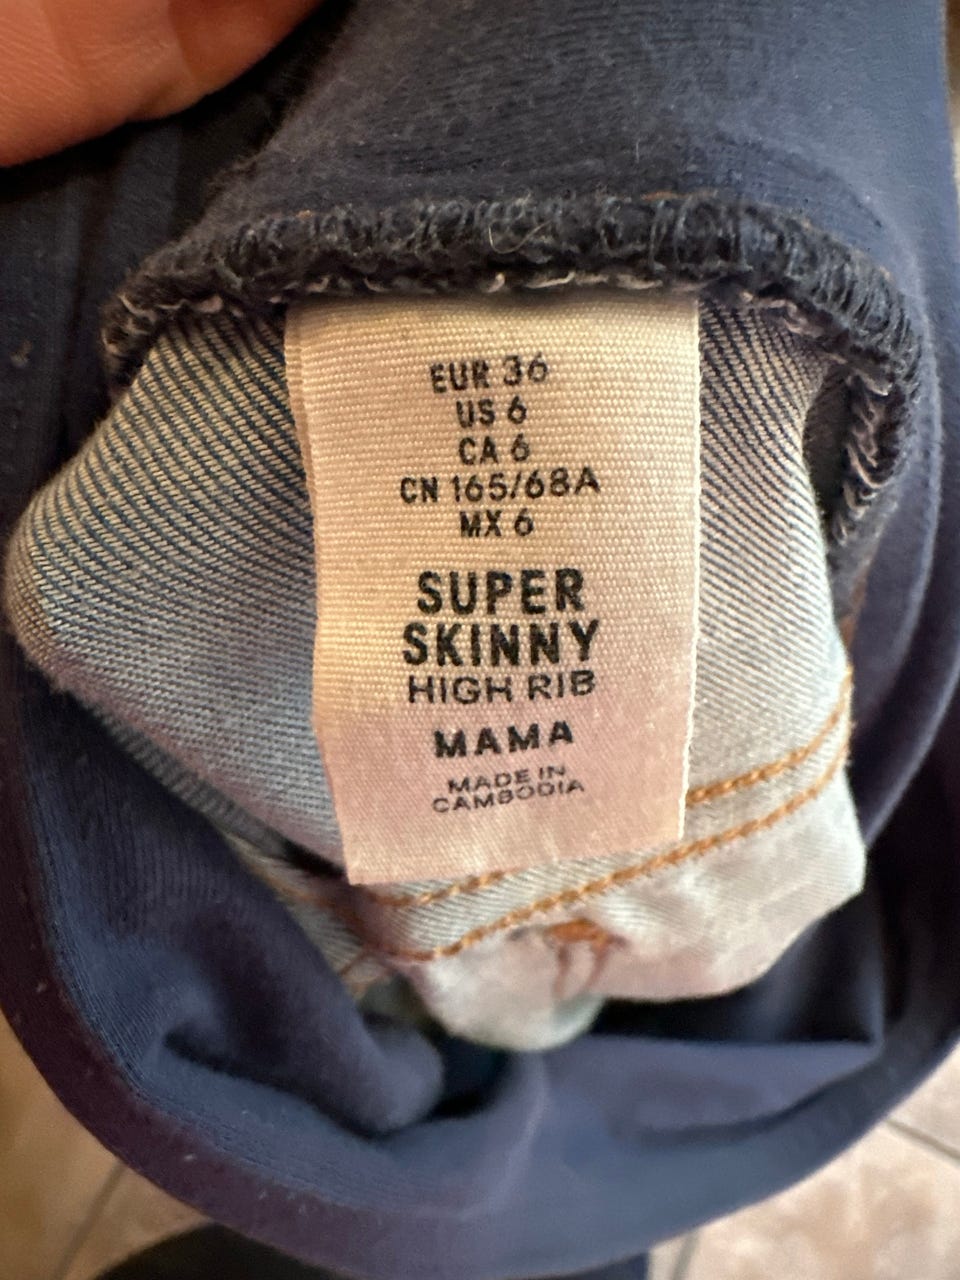 EUR 36
US 6
CA 6
CN 165/68A
MX 6
SUPER
SKINNY
HIGH RIB
MAMA
MADE IN
CAMBODIA